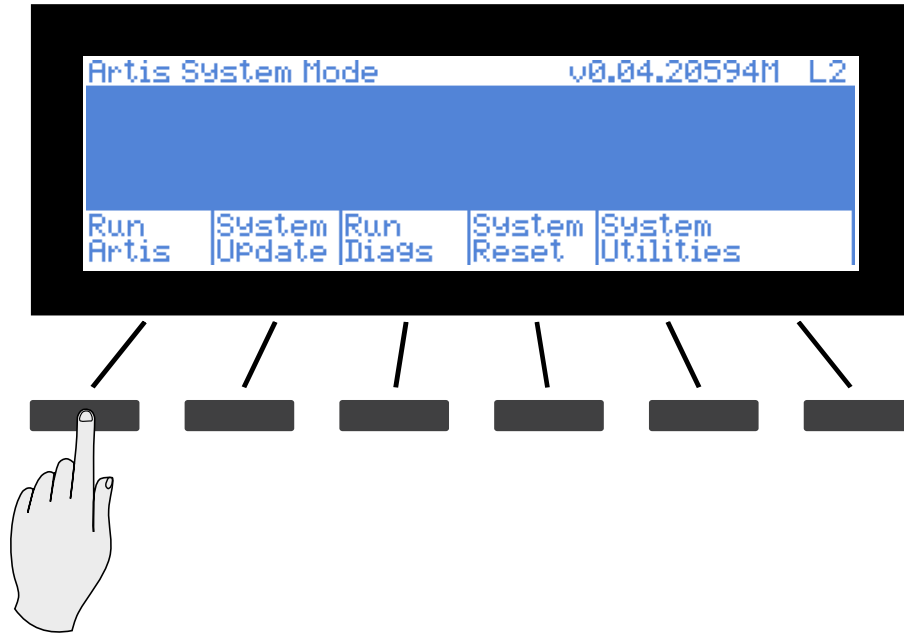 Artis System Mode v0.04.20594M L2
Run System Run System System
Artis Update Diags Reset Utilities